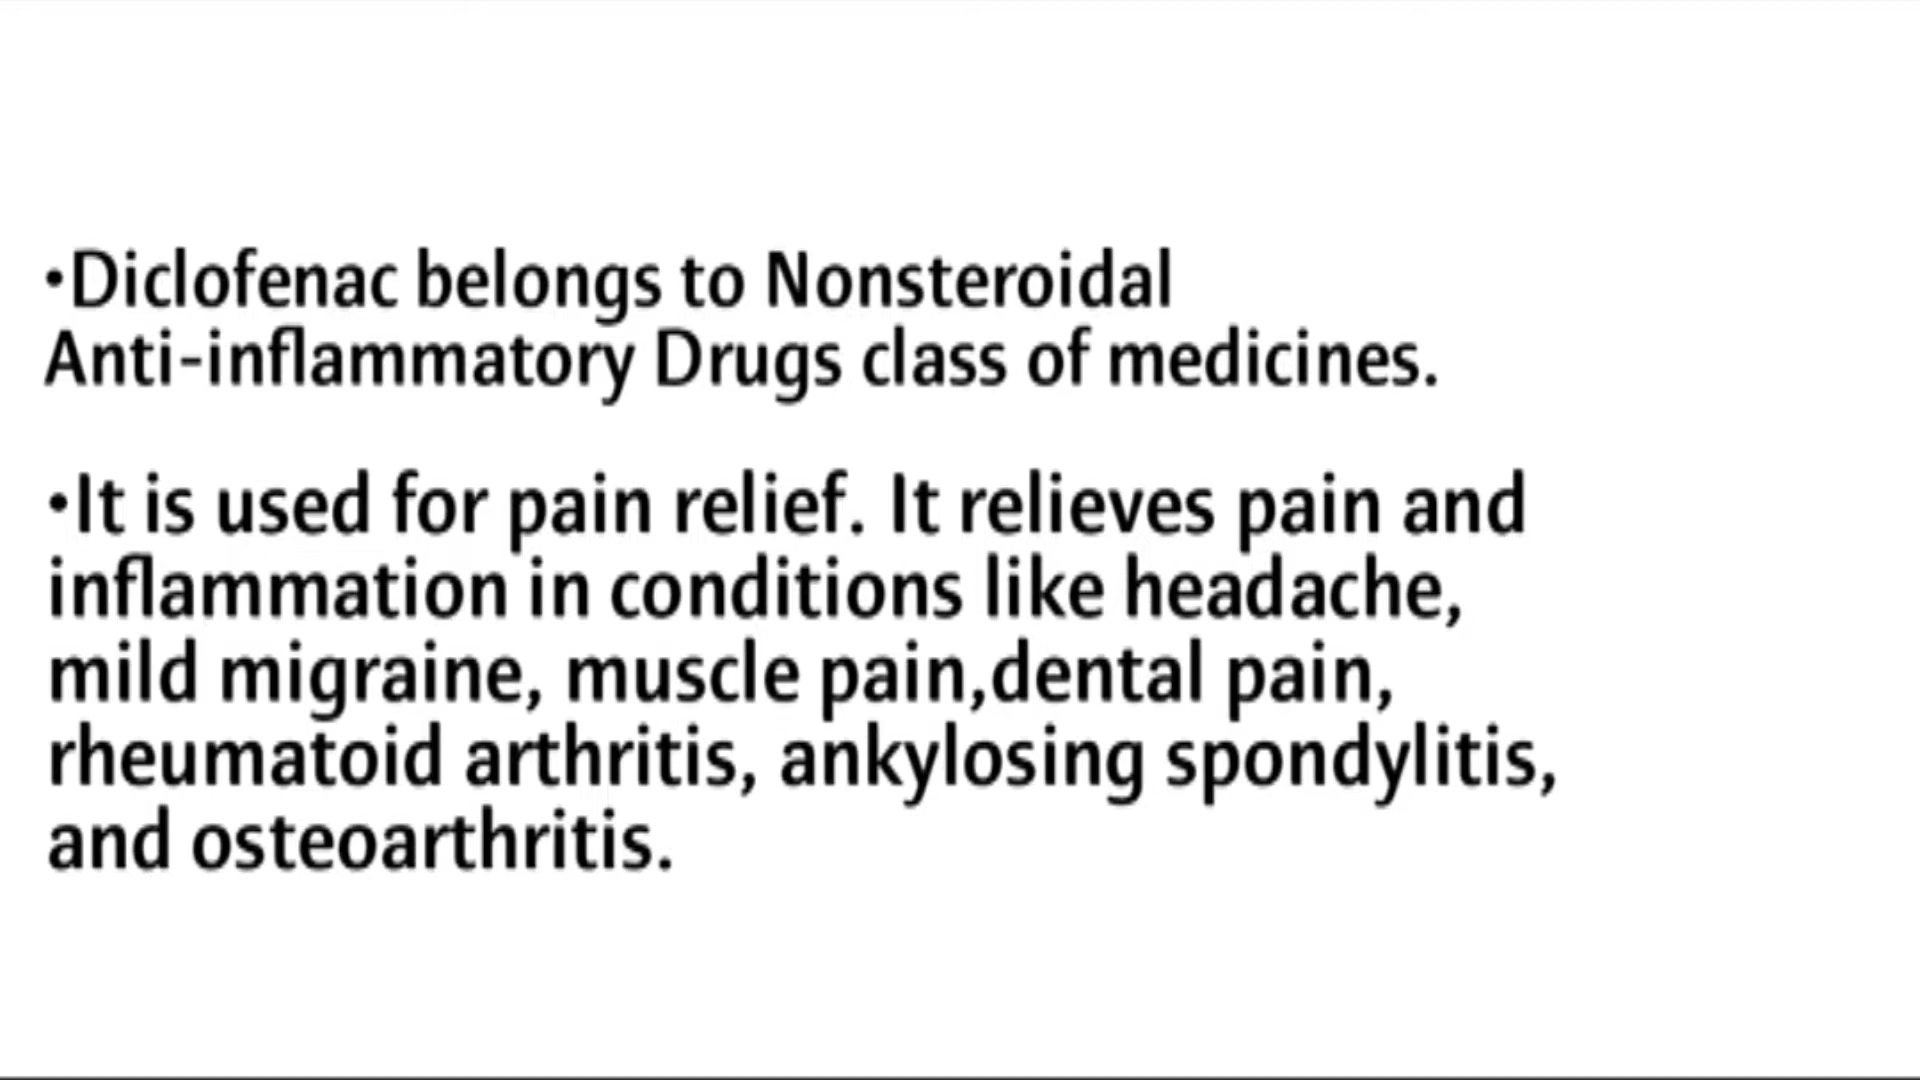 •Diclofenac belongs to Nonsteroidal
Anti-inflammatory Drugs class of medicines.
•It is used for pain relief. It relieves pain and
inflammation in conditions like headache,
mild migraine, muscle pain,dental pain,
rheumatoid arthritis, ankylosing spondylitis,
and osteoarthritis.